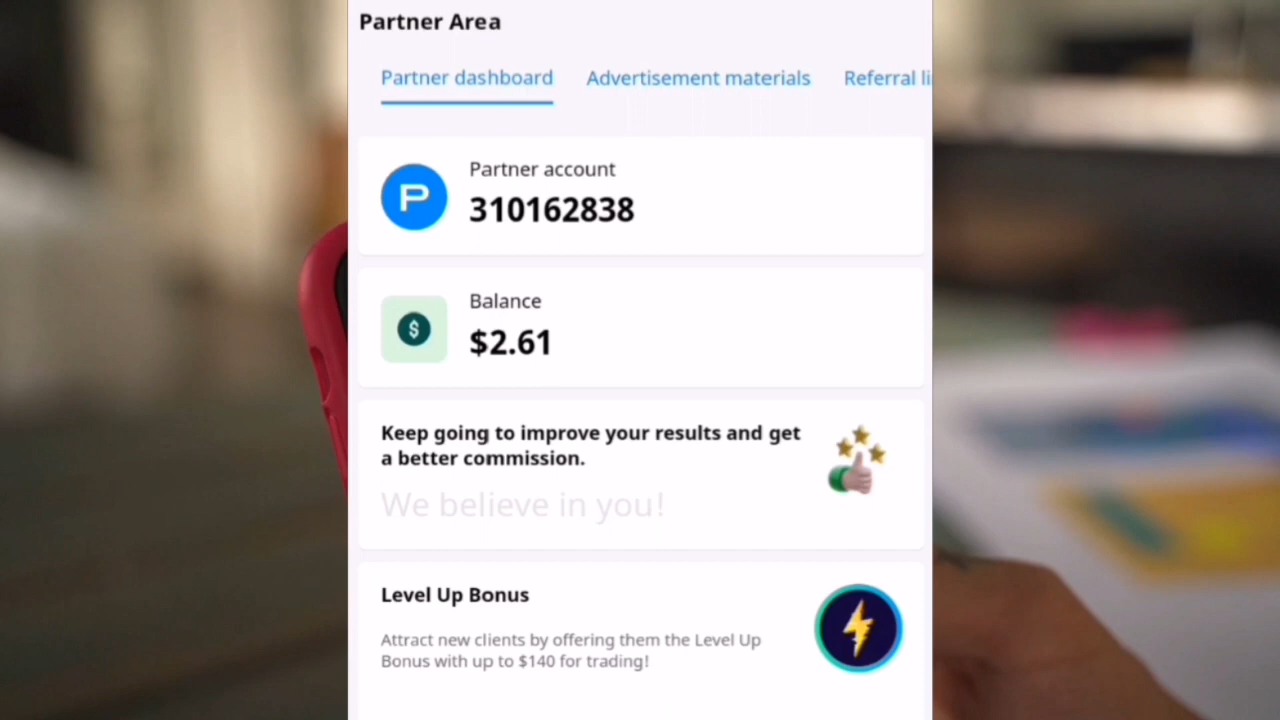 Partner Area
Partner dashboard Advertisement materials Referral li
Partner account
310162838
Balance
$2.61
Keep going to improve your results and get
a better commission.
We believe in you!
Level Up Bonus
Attract new clients by offering them the Level Up
Bonus with up to $140 for trading!